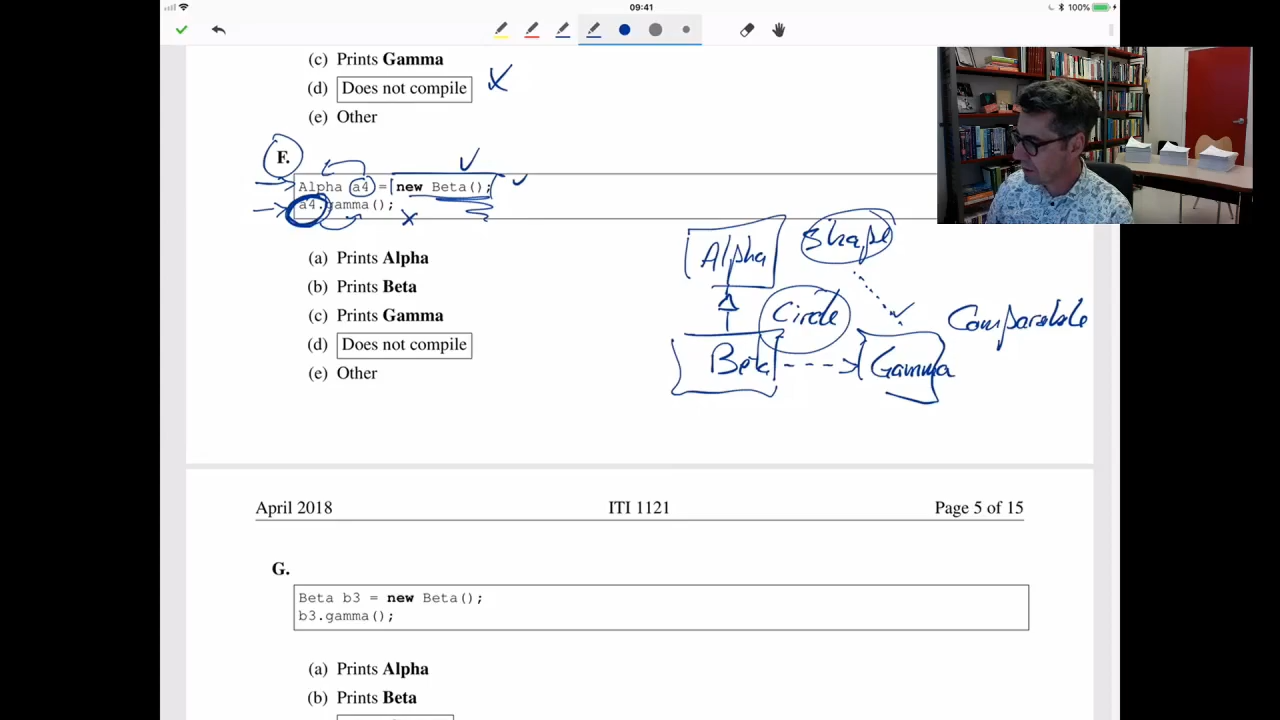 09:41
100%
(c) Prints Gamma
(d) Does not compile
(e) Other
F.
Alpha a4 = new Beta();
a4.gamma();
(a) Prints Alpha
(b) Prints Beta
(c) Prints Gamma
(d) Does not compile
(e) Other
Alpha Shape
Circle Comparable
Beta Gamma
April 2018 ITI 1121 Page 5 of 15
G.
Beta b3 = new Beta();
b3.gamma();
(a) Prints Alpha
(b) Prints Beta